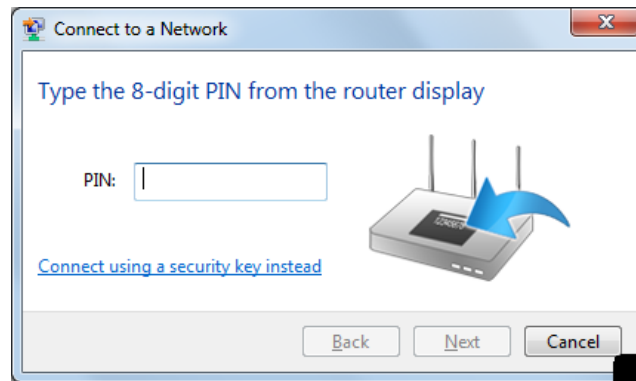 Connect to a Network
X
Type the 8-digit PIN from the router display
PIN:
12345670
Connect using a security key instead
Back Next Cancel